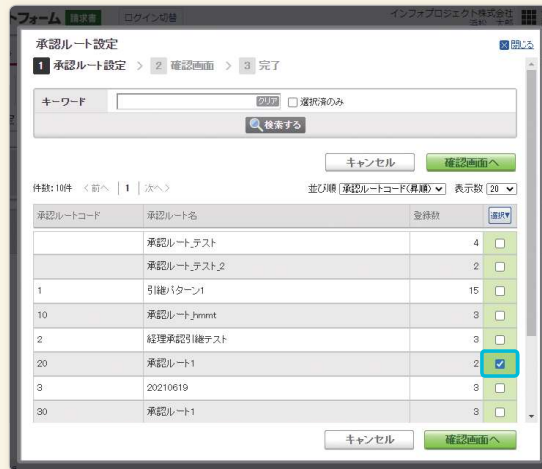 フォーム 請求書 ログイン切替 インフォプロジェクト株式会社
承認ルート設定 閉じる
1 承認ルート設定 > 2 確認画面 > 3 完了
キーワード クリア 選択済のみ
検索する
キャンセル 確認画面へ
件数:10件 <前へ | 1 | 次へ> 並び順 承認ルートコード(昇順) 表示数 20
承認ルートコード 承認ルート名 登録数 選択▼
承認ルート_テスト 4
承認ルート_テスト_2 2
1 引継パターン1 15
10 承認ルート_hmmt 3
2 経理承認引継テスト 3
20 承認ルート1 2
3 20210619 3
30 承認ルート1 3
キャンセル 確認画面へ